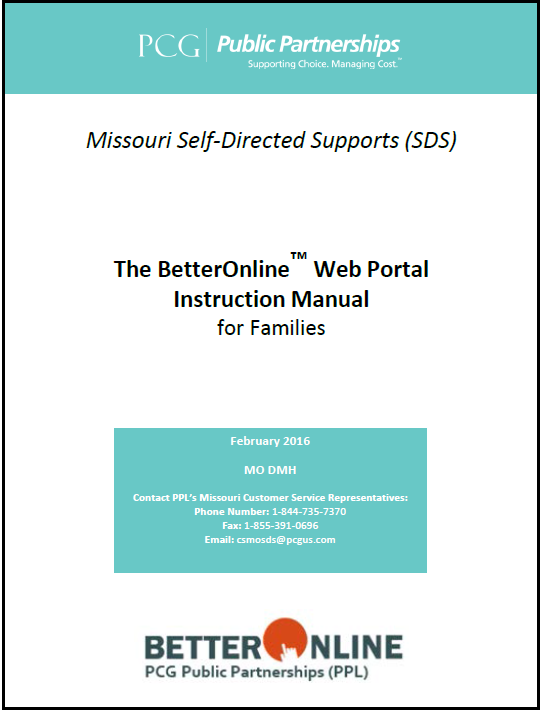 PCG | Public Partnerships
Supporting Choice. Managing Cost.™
Missouri Self-Directed Supports (SDS)
The BetterOnline™ Web Portal
Instruction Manual
for Families
February 2016
MO DMH
Contact PPL's Missouri Customer Service Representatives:
Phone Number: 1-844-735-7370
Fax: 1-855-391-0696
Email: csmosds@pcgus.com
BETTER ONLINE
PCG Public Partnerships (PPL)